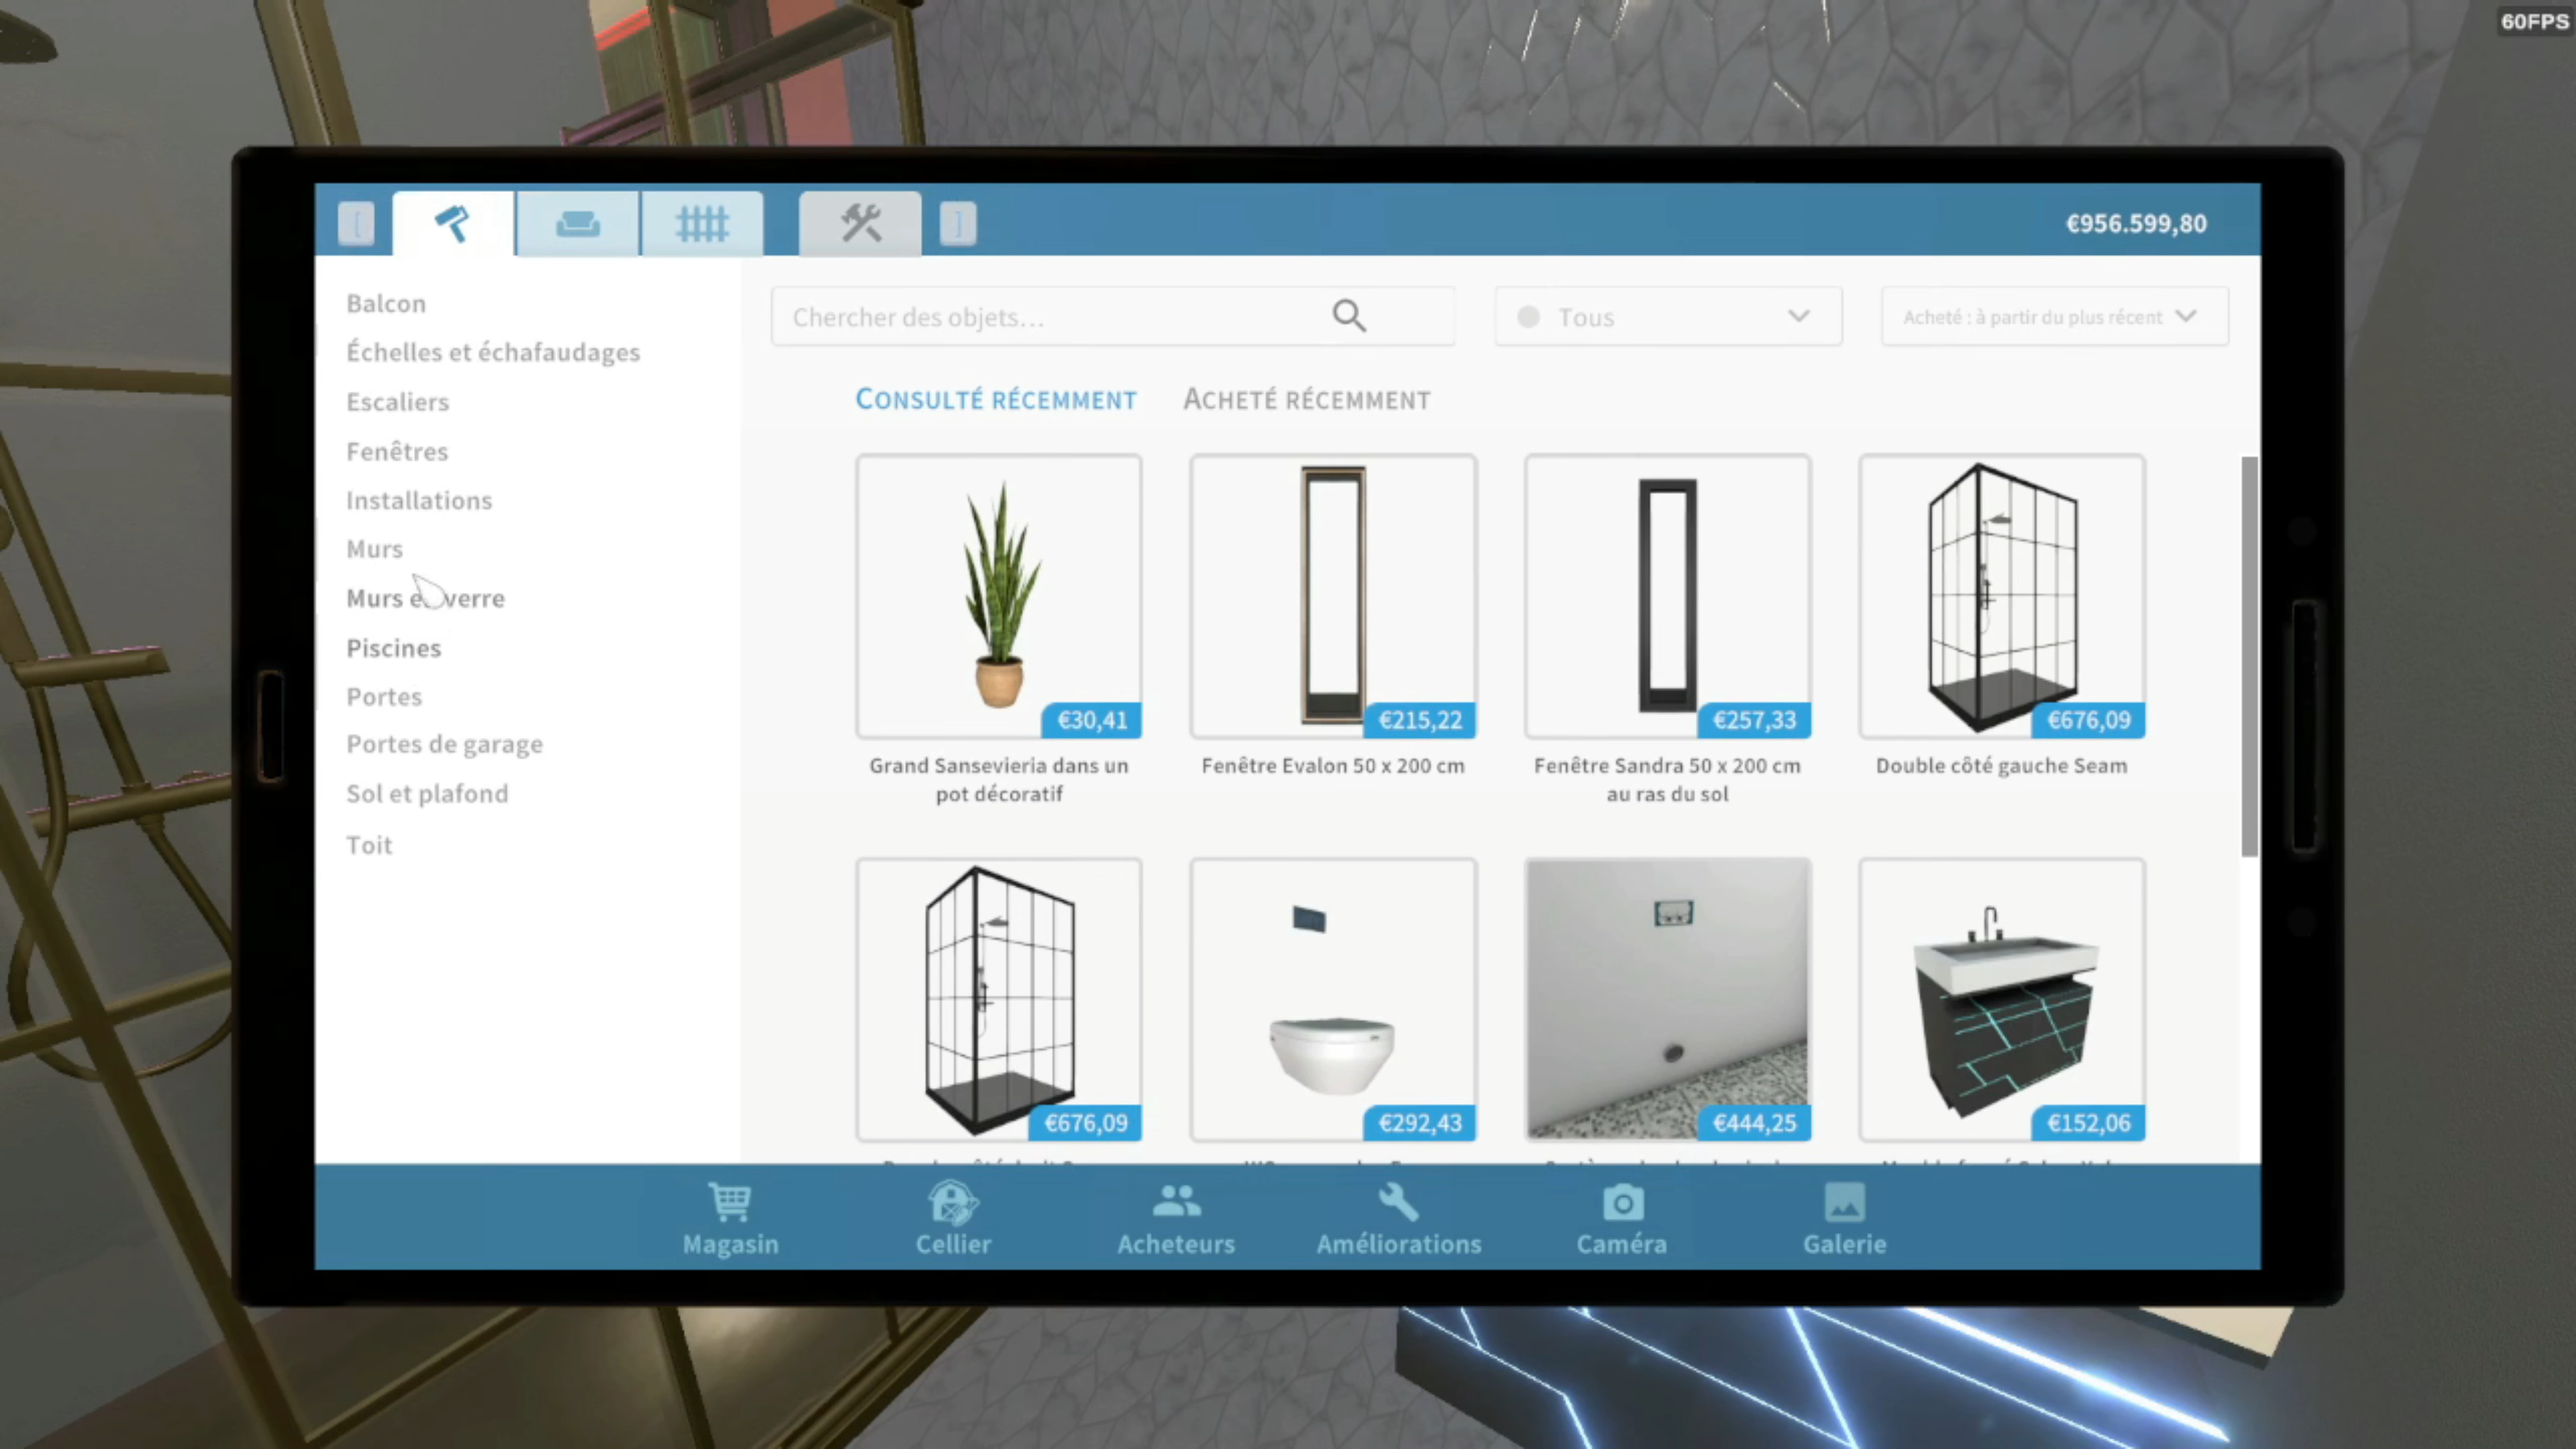 60FPS
[
]
€956.599,80
Balcon
Échelles et échafaudages
Escaliers
Fenêtres
Installations
Murs
Murs verre
Piscines
Portes
Portes de garage
Sol et plafond
Toit
Chercher des objets…
Tous
Acheté : à partir du plus récent
CONSULTÉ RÉCEMMENT
ACHETÉ RÉCEMMENT
€30,41
€215,22
€257,33
€676,09
Grand Sansevieria dans un
pot décoratif
Fenêtre Evalon 50 x 200 cm
Fenêtre Sandra 50 x 200 cm
au ras du sol
Double côté gauche Seam
€676,09
€292,43
€444,25
€152,06
Magasin
Cellier
Acheteurs
Améliorations
Caméra
Galerie